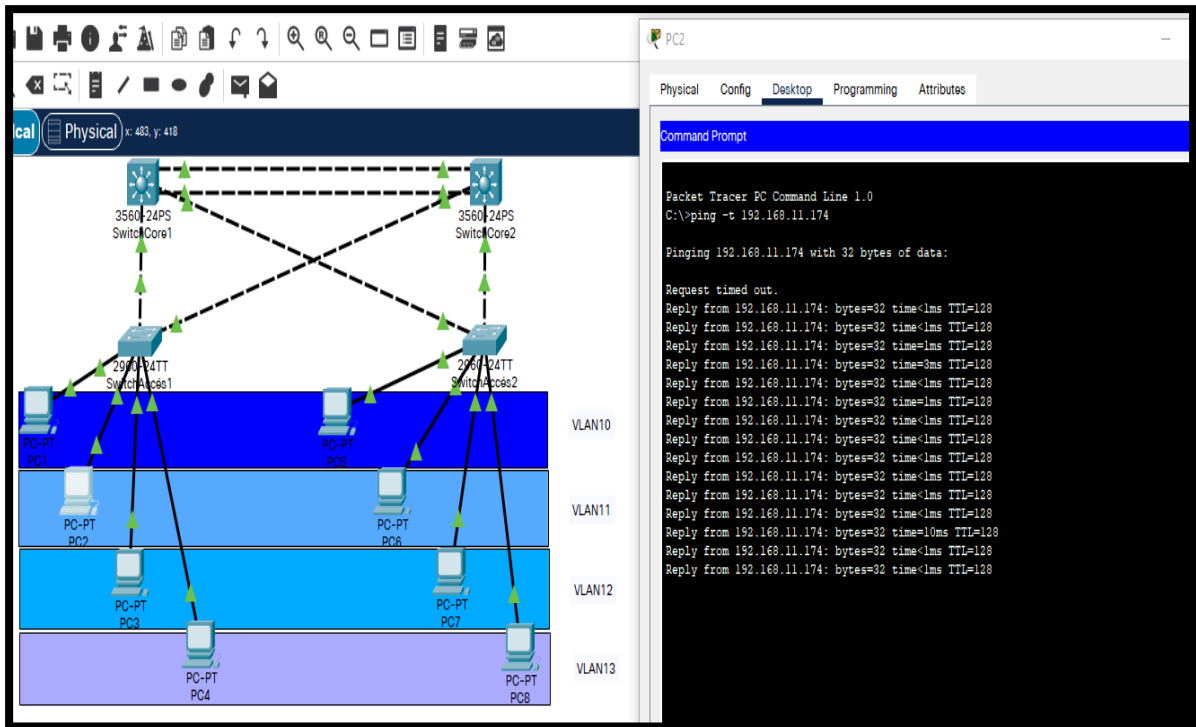 cal Physical x: 483, y: 418
3560-24PS
SwitchCore1
3560-24PS
SwitchCore2
2960-24TT
SwitchAccés1
2960-24TT
SwitchAccés2
PC-PT
PC1
PC-PT
PC5
VLAN10
PC-PT
PC2
PC-PT
PC6
VLAN11
PC-PT
PC3
PC-PT
PC7
VLAN12
PC-PT
PC4
PC-PT
PC8
VLAN13
PC2
Physical Config Desktop Programming Attributes
Command Prompt
Packet Tracer PC Command Line 1.0
C:\>ping -t 192.168.11.174
Pinging 192.168.11.174 with 32 bytes of data:
Request timed out.
Reply from 192.168.11.174: bytes=32 time<1ms TTL=128
Reply from 192.168.11.174: bytes=32 time<1ms TTL=128
Reply from 192.168.11.174: bytes=32 time=1ms TTL=128
Reply from 192.168.11.174: bytes=32 time=3ms TTL=128
Reply from 192.168.11.174: bytes=32 time<1ms TTL=128
Reply from 192.168.11.174: bytes=32 time=1ms TTL=128
Reply from 192.168.11.174: bytes=32 time<1ms TTL=128
Reply from 192.168.11.174: bytes=32 time<1ms TTL=128
Reply from 192.168.11.174: bytes=32 time<1ms TTL=128
Reply from 192.168.11.174: bytes=32 time<1ms TTL=128
Reply from 192.168.11.174: bytes=32 time<1ms TTL=128
Reply from 192.168.11.174: bytes=32 time<1ms TTL=128
Reply from 192.168.11.174: bytes=32 time=10ms TTL=128
Reply from 192.168.11.174: bytes=32 time<1ms TTL=128
Reply from 192.168.11.174: bytes=32 time<1ms TTL=128